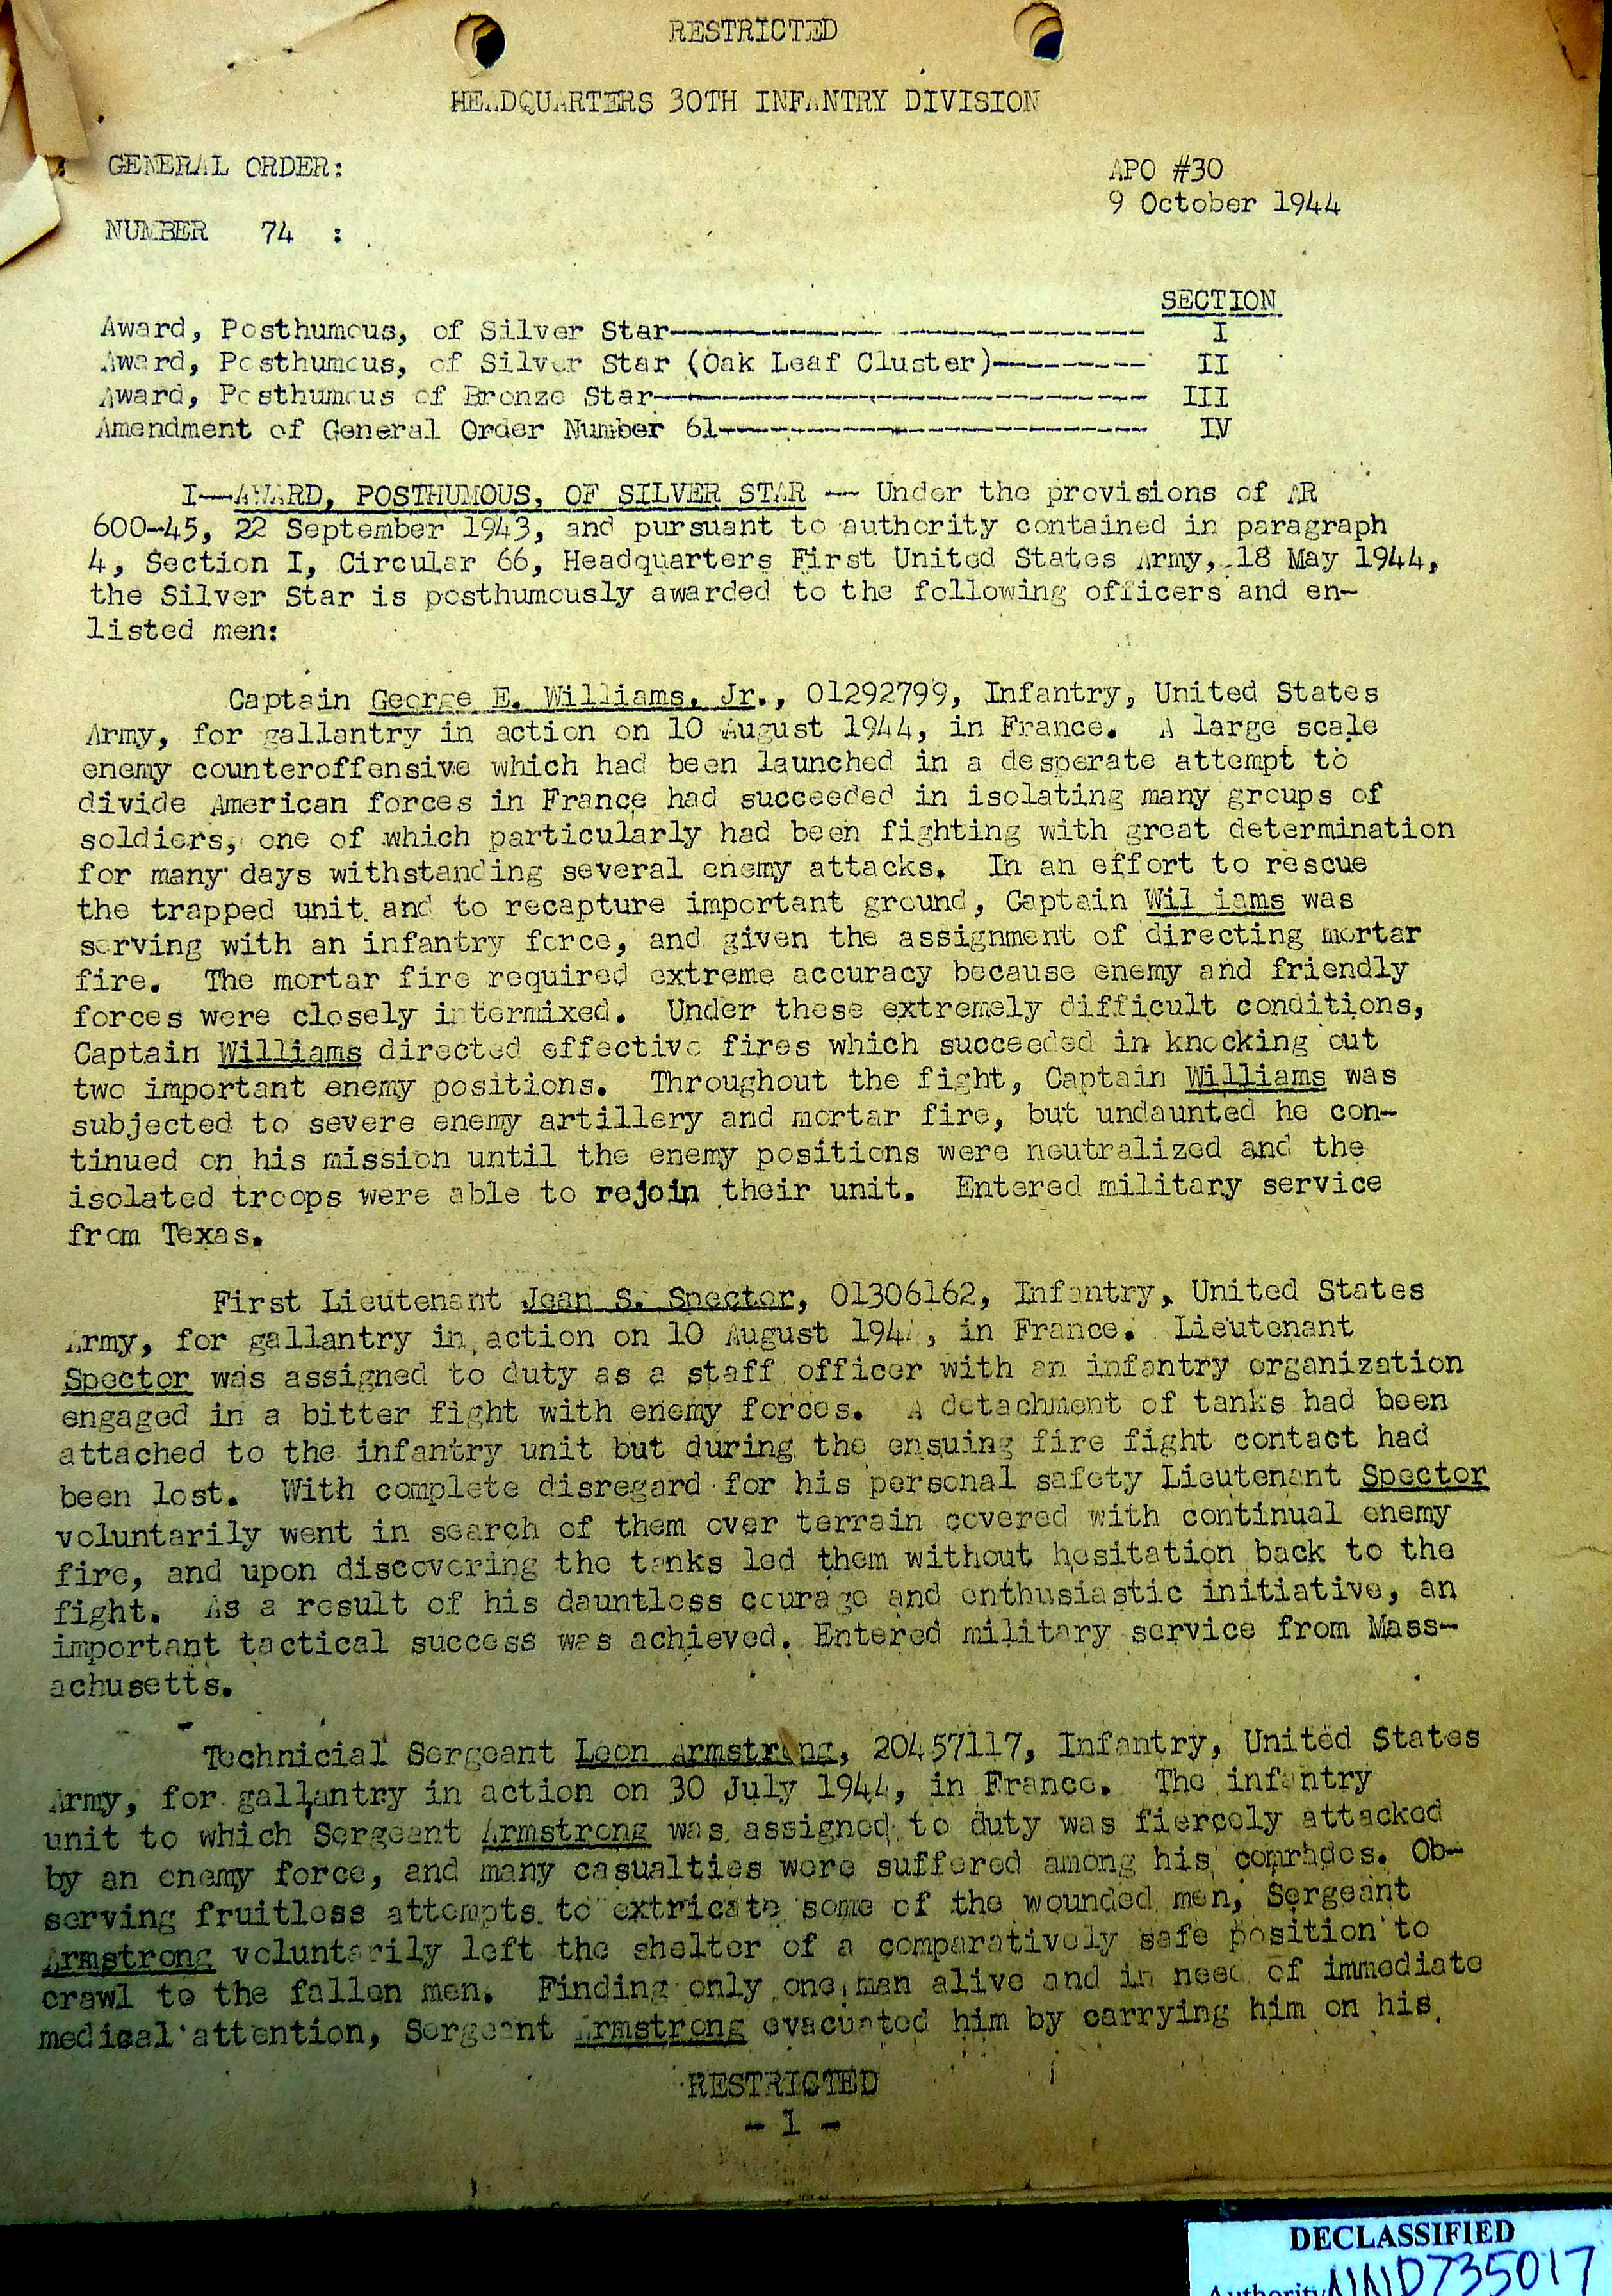 RESTRICTED
HEADQUARTERS 30TH INFANTRY DIVISION
GENERAL ORDER:
APO #30
9 October 1944
NUMBER 74 :
SECTION
Award, Posthumous, of Silver Star---------------------------- I
Award, Posthumous, of Silver Star (Oak Leaf Cluster)--------- II
Award, Posthumous of Bronze Star----------------------------- III
Amendment of General Order Number 61------------------------- IV
I--AWARD, POSTHUMOUS, OF SILVER STAR -- Under the provisions of AR
600-45, 22 September 1943, and pursuant to authority contained in paragraph
4, Section I, Circular 66, Headquarters First United States Army, 18 May 1944,
the Silver Star is posthumously awarded to the following officers and en-
listed men:
Captain George E. Williams, Jr., 01292799, Infantry, United States
Army, for gallantry in action on 10 August 1944, in France. A large scale
enemy counteroffensive which had been launched in a desperate attempt to
divide American forces in France had succeeded in isolating many groups of
soldiers, one of which particularly had been fighting with great determination
for many days withstanding several enemy attacks. In an effort to rescue
the trapped unit and to recapture important ground, Captain Wil iams was
serving with an infantry force, and given the assignment of directing mortar
fire. The mortar fire required extreme accuracy because enemy and friendly
forces were closely intermixed. Under these extremely difficult conditions,
Captain Williams directed effective fires which succeeded in knocking out
two important enemy positions. Throughout the fight, Captain Williams was
subjected to severe enemy artillery and mortar fire, but undaunted he con-
tinued on his mission until the enemy positions were neutralized and the
isolated troops were able to rejoin their unit. Entered military service
from Texas.
First Lieutenant Jean S. Spector, 01306162, Infantry, United States
Army, for gallantry in action on 10 August 1944, in France. Lieutenant
Spector was assigned to duty as a staff officer with an infantry organization
engaged in a bitter fight with enemy forces. A detachment of tanks had been
attached to the infantry unit but during the ensuing fire fight contact had
been lost. With complete disregard for his personal safety Lieutenant Spector
voluntarily went in search of them over terrain covered with continual enemy
fire, and upon discovering the tanks led them without hesitation back to the
fight. As a result of his dauntless courage and enthusiastic initiative, an
important tactical success was achieved. Entered military service from Mass-
achusetts.
Technicial Sergeant Leon Armstrong, 20457117, Infantry, United States
Army, for gallantry in action on 30 July 1944, in France. The infantry
unit to which Sergeant Armstrong was assigned to duty was fiercely attacked
by an enemy force, and many casualties were suffered among his comrades. Ob-
serving fruitless attempts to extricate some of the wounded men, Sergeant
Armstrong voluntarily left the shelter of a comparatively safe position to
crawl to the fallen men. Finding only one man alive and in need of immediate
medical attention, Sergeant Armstrong evacuated him by carrying him on his
RESTRICTED
- 1 -
DECLASSIFIED
Authority NND735017